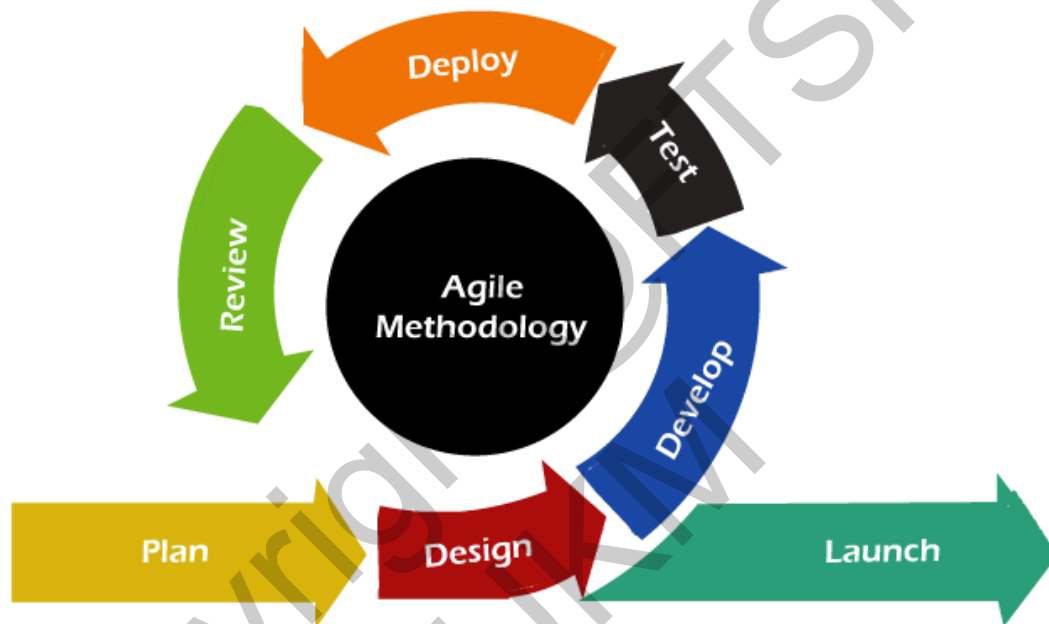 Deploy
Test
Review
Agile
Methodology
Develop
Plan
Design
Launch